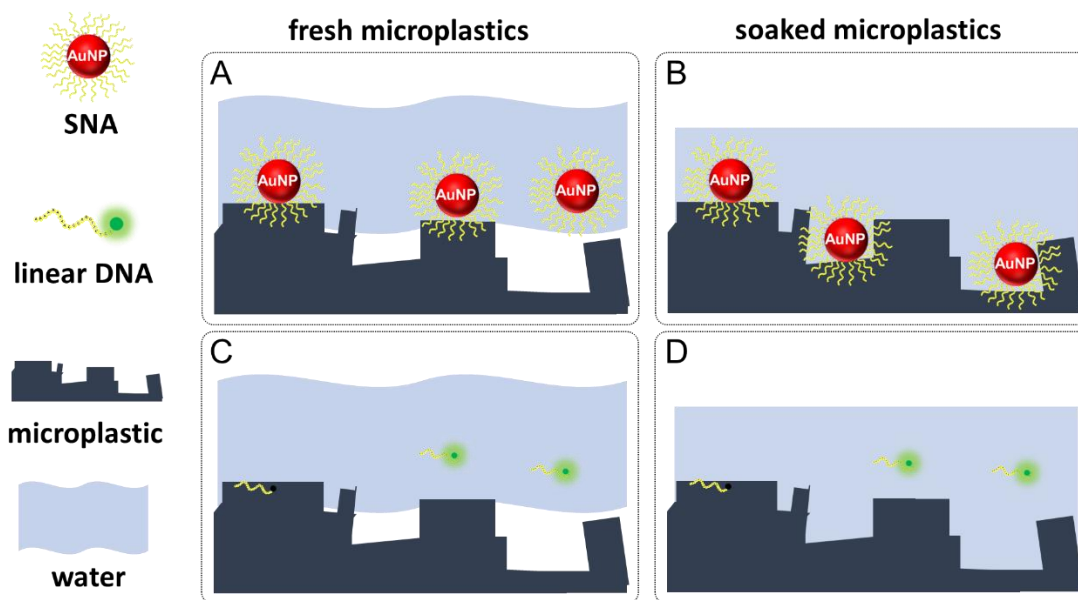 fresh microplastics
soaked microplastics
AuNP
SNA
linear DNA
microplastic
water
A
AuNP
AuNP
AuNP
B
AuNP
AuNP
AuNP
C
D